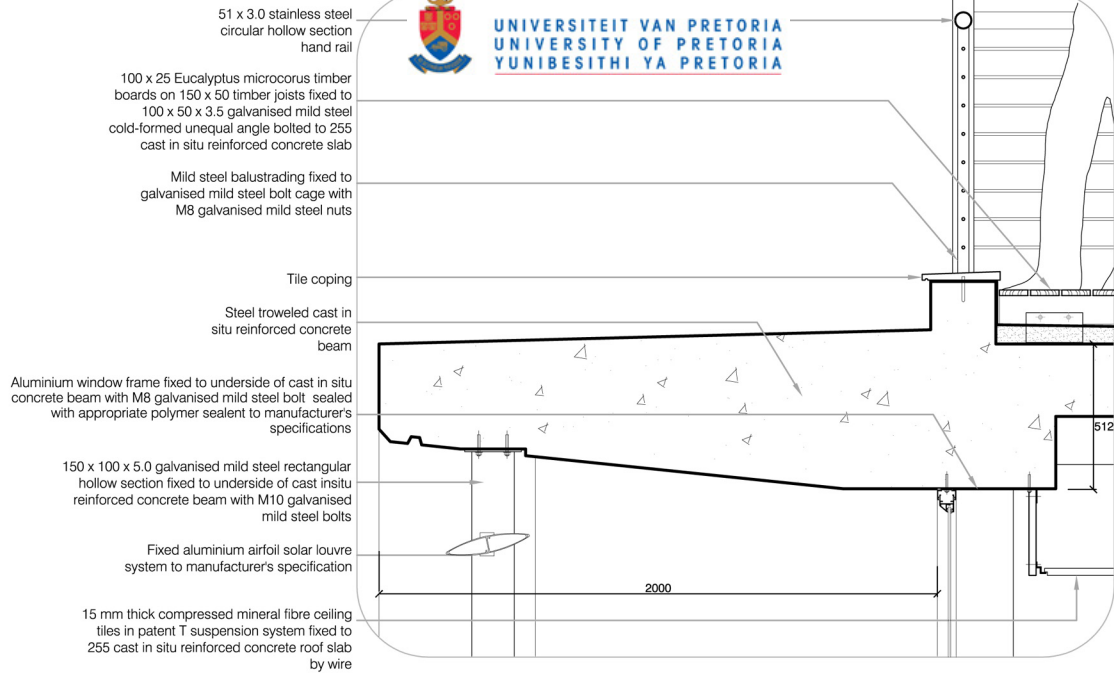 51 x 3.0 stainless steel
circular hollow section
hand rail
UNIVERSITEIT VAN PRETORIA
UNIVERSITY OF PRETORIA
YUNIBESITHI YA PRETORIA
100 x 25 Eucalyptus microcorus timber
boards on 150 x 50 timber joists fixed to
100 x 50 x 3.5 galvanised mild steel
cold-formed unequal angle bolted to 255
cast in situ reinforced concrete slab
Mild steel balustrading fixed to
galvanised mild steel bolt cage with
M8 galvanised mild steel nuts
Tile coping
Steel troweled cast in
situ reinforced concrete
beam
Aluminium window frame fixed to underside of cast in situ
concrete beam with M8 galvanised mild steel bolt sealed
with appropriate polymer sealent to manufacturer's
specifications
512
150 x 100 x 5.0 galvanised mild steel rectangular
hollow section fixed to underside of cast insitu
reinforced concrete beam with M10 galvanised
mild steel bolts
Fixed aluminium airfoil solar louvre
system to manufacturer's specification
2000
15 mm thick compressed mineral fibre ceiling
tiles in patent T suspension system fixed to
255 cast in situ reinforced concrete roof slab
by wire